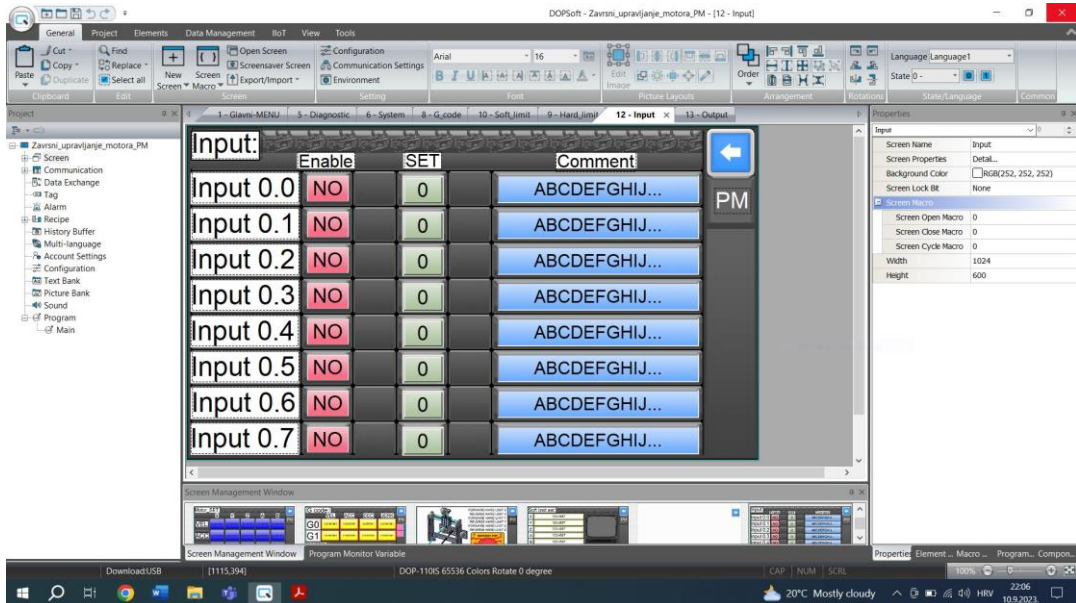 DOPSoft - Zavrsni_upravljanje_motora_PM - [12 - Input]
General Project Elements Data Management IIoT View Tools
Paste
Cut
Copy
Duplicate
Clipboard
Find
Replace
Select all
Edit
New Screen
Screen Macro
Open Screen
Screensaver Screen
Export/Import
Screen
Configuration
Communication Settings
Environment
Setting
Arial 16
B I U
Font
Edit Image
Picture Layouts
Order
Arrangement
Rotations
Language Language1
State 0 -
State/Language
Common
Project
1 - Glavni-MENU 5 - Diagnostic 6 - System 8 - G_code 10 - Soft_limit 9 - Hard_limit 12 - Input 13 - Output
Properties
Zavrsni_upravljanje_motora_PM
Screen
Communication
Data Exchange
Tag
Alarm
Recipe
History Buffer
Multi-language
Account Settings
Configuration
Text Bank
Picture Bank
Sound
Program
Main
Input:
Enable SET Comment
Input 0.0 NO 0 ABCDEFGHIJ...
Input 0.1 NO 0 ABCDEFGHIJ...
Input 0.2 NO 0 ABCDEFGHIJ...
Input 0.3 NO 0 ABCDEFGHIJ...
Input 0.4 NO 0 ABCDEFGHIJ...
Input 0.5 NO 0 ABCDEFGHIJ...
Input 0.6 NO 0 ABCDEFGHIJ...
Input 0.7 NO 0 ABCDEFGHIJ...
PM
Input 0
Screen Name Input
Screen Properties Detail...
Background Color RGB(252, 252, 252)
Screen Lock Bit None
Screen Macro
Screen Open Macro 0
Screen Close Macro 0
Screen Cycle Macro 0
Width 1024
Height 600
Screen Management Window
VEL
ACC
G0
G1
Screen Management Window Program Monitor Variable
Properties Element ... Macro ... Program... Compon...
Download:USB [1115,394] DOP-110IS 65536 Colors Rotate 0 degree CAP NUM SCRL 100%
20°C Mostly cloudy HRV 22:06
10.9.2023.